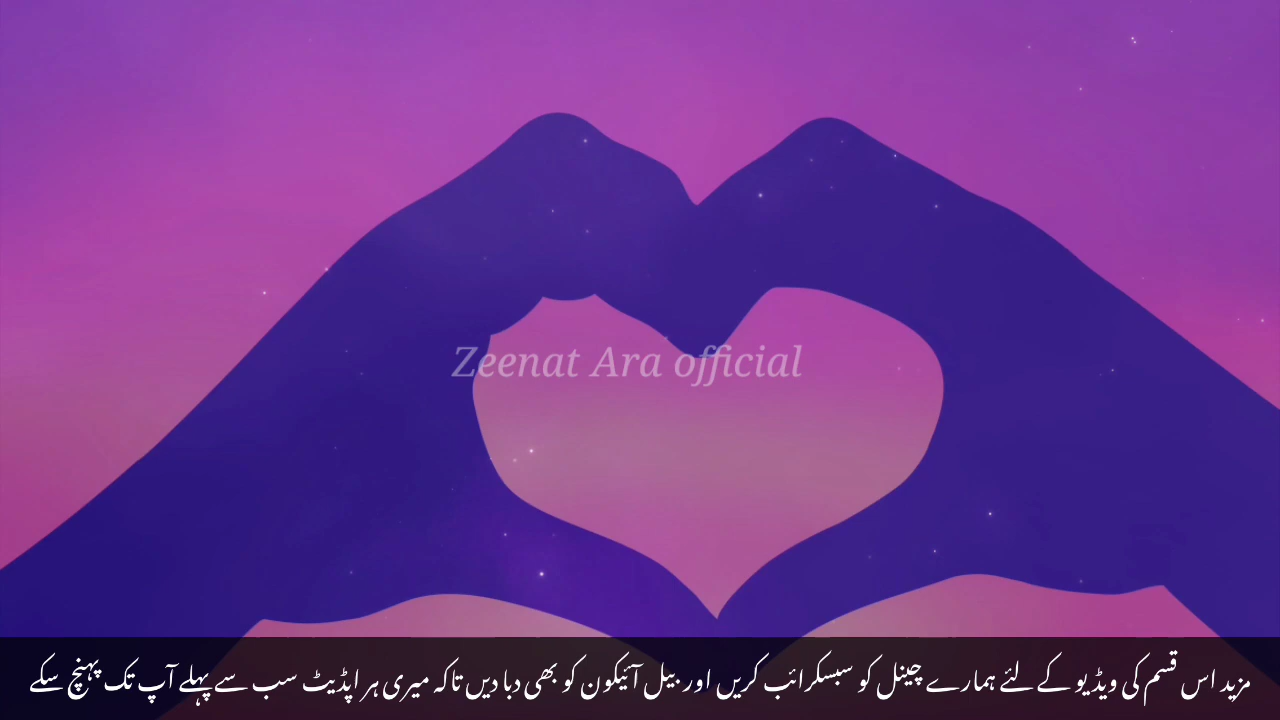 Zeenat Ara official
مزید اس قسم کی ویڈیو کے لئے ہمارے چینل کو سبسکرائب کریں اور بیل آئیکون کو بھی دبا دیں تاکہ میری ہر اپڈیٹ سب سے پہلے آپ تک پہنچ سکے